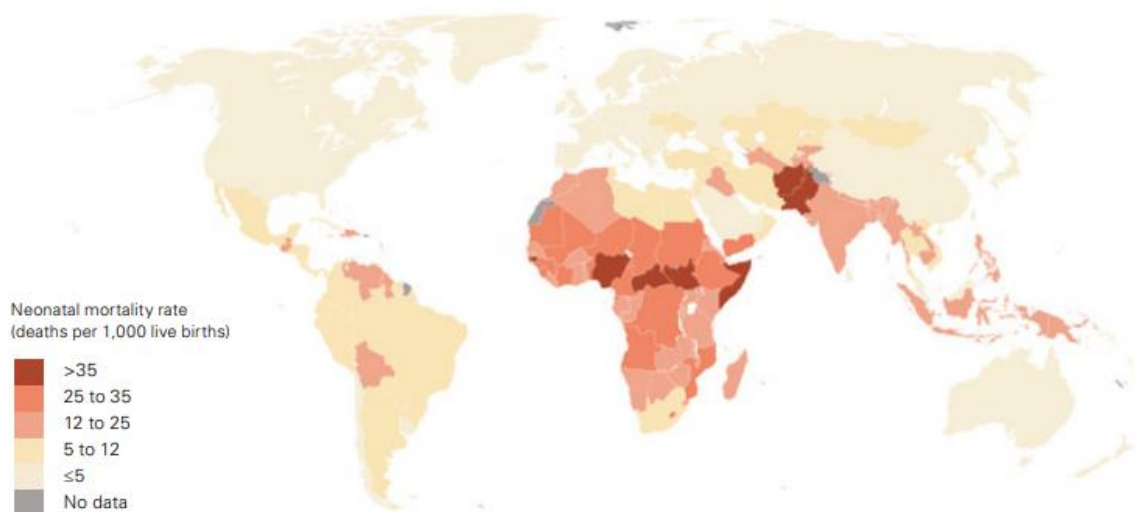 Neonatal mortality rate
(deaths per 1,000 live births)
>35
25 to 35
12 to 25
5 to 12
≤5
No data